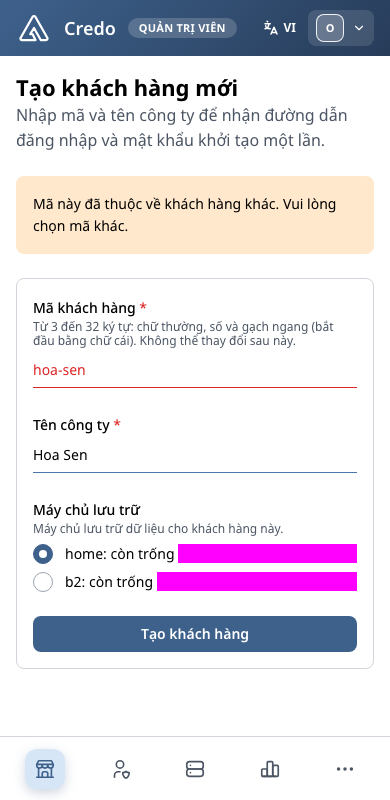 Credo
QUẢN TRỊ VIÊN
VI
O
Tạo khách hàng mới
Nhập mã và tên công ty để nhận đường dẫn
đăng nhập và mật khẩu khởi tạo một lần.
Mã này đã thuộc về khách hàng khác. Vui lòng
chọn mã khác.
Mã khách hàng *
Từ 3 đến 32 ký tự: chữ thường, số và gạch ngang (bắt
đầu bằng chữ cái). Không thể thay đổi sau này.
hoa-sen
Tên công ty *
Hoa Sen
Máy chủ lưu trữ
Máy chủ lưu trữ dữ liệu cho khách hàng này.
home: còn trống
b2: còn trống
Tạo khách hàng